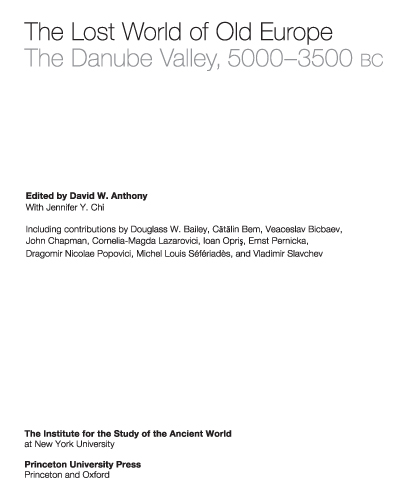 The Lost World of Old Europe
The Danube Valley, 5000–3500 BC
Edited by David W. Anthony
With Jennifer Y. Chi
Including contributions by Douglass W. Bailey, Cătălin Bem, Veaceslav Bicbaev,
John Chapman, Cornelia-Magda Lazarovici, Ioan Opriş, Ernst Pernicka,
Dragomir Nicolae Popovici, Michel Louis Séfériadès, and Vladimir Slavchev
The Institute for the Study of the Ancient World
at New York University
Princeton University Press
Princeton and Oxford